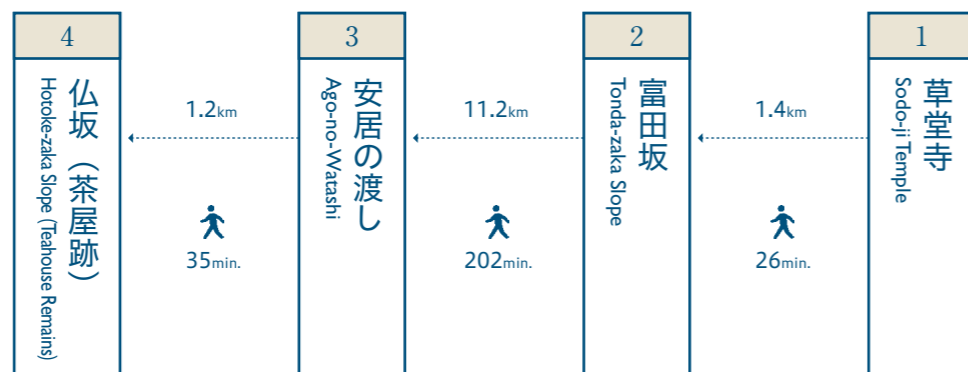 1
草堂寺
Sodo-ji Temple
1.4km
26min.
2
富田坂
Tonda-zaka Slope
11.2km
202min.
3
安居の渡し
Ago-no-Watashi
1.2km
35min.
4
仏坂（茶屋跡）
Hotoke-zaka Slope (Teahouse Remains)